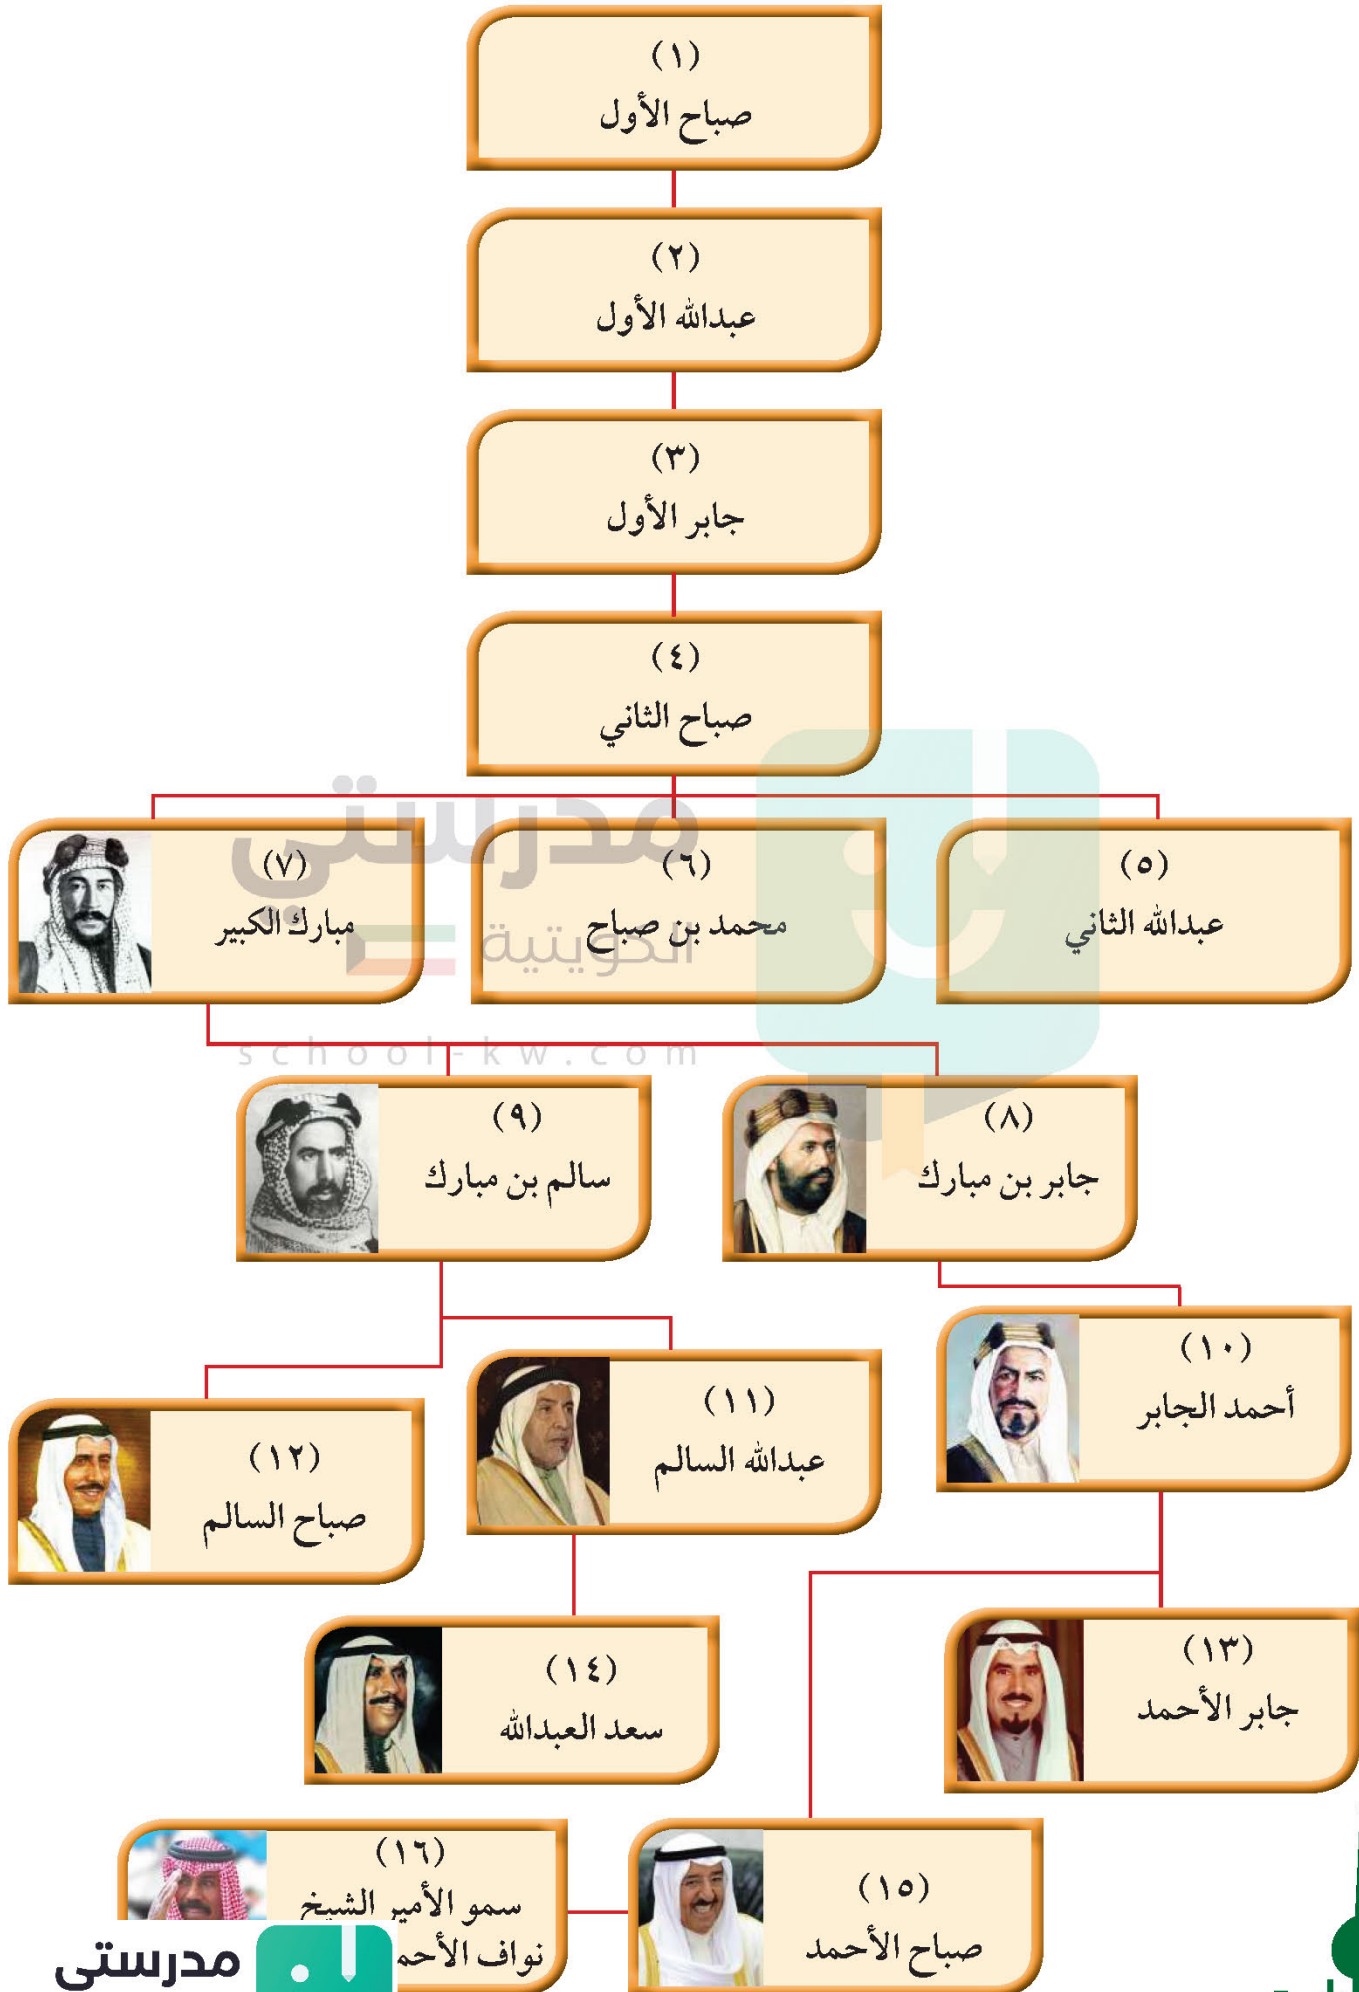 (١)
صباح الأول
(٢)
عبدالله الأول
(٣)
جابر الأول
(٤)
صباح الثاني
(٥)
عبدالله الثاني
(٦)
محمد بن صباح
(٧)
مبارك الكبير
مدرستي
الكويتية
school-kw.com
(٨)
جابر بن مبارك
(٩)
سالم بن مبارك
(١٠)
أحمد الجابر
(١١)
عبدالله السالم
(١٢)
صباح السالم
(١٣)
جابر الأحمد
(١٤)
سعد العبدالله
(١٥)
صباح الأحمد
(١٦)
سمو الأمير الشيخ
نواف الأحم
مدرستى